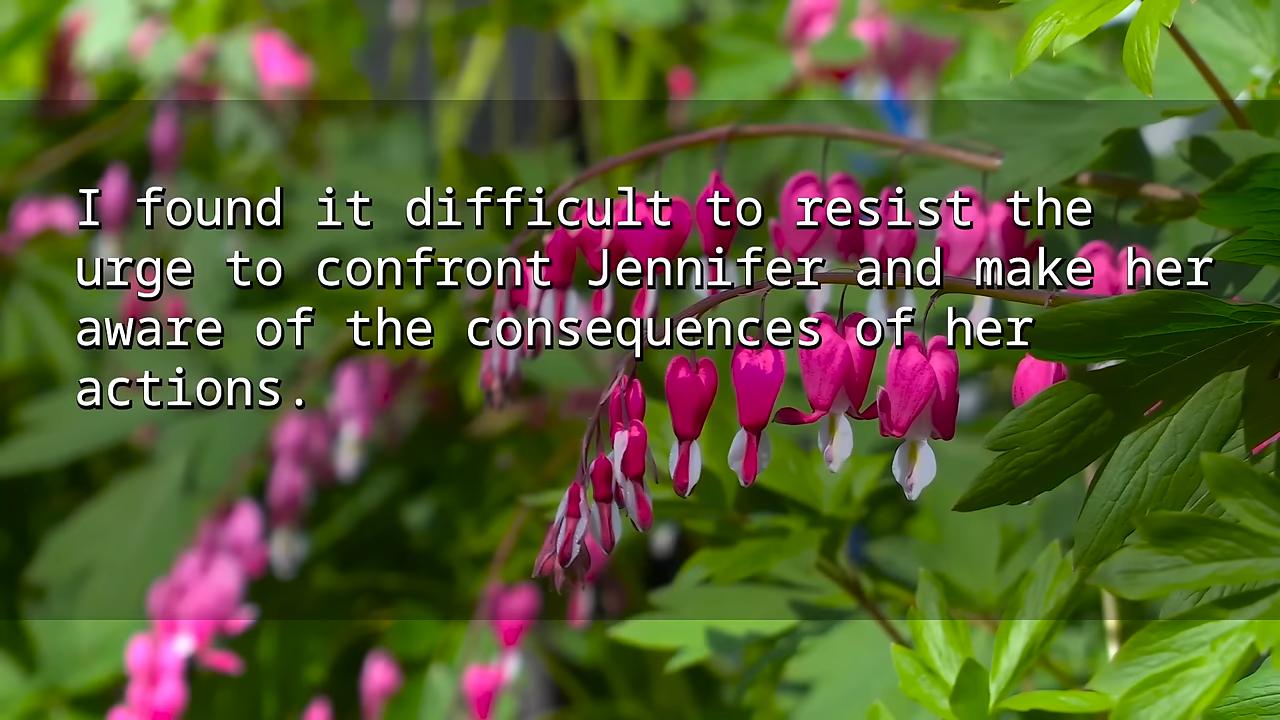 I found it difficult to resist the
urge to confront Jennifer and make her
aware of the consequences of her
actions.